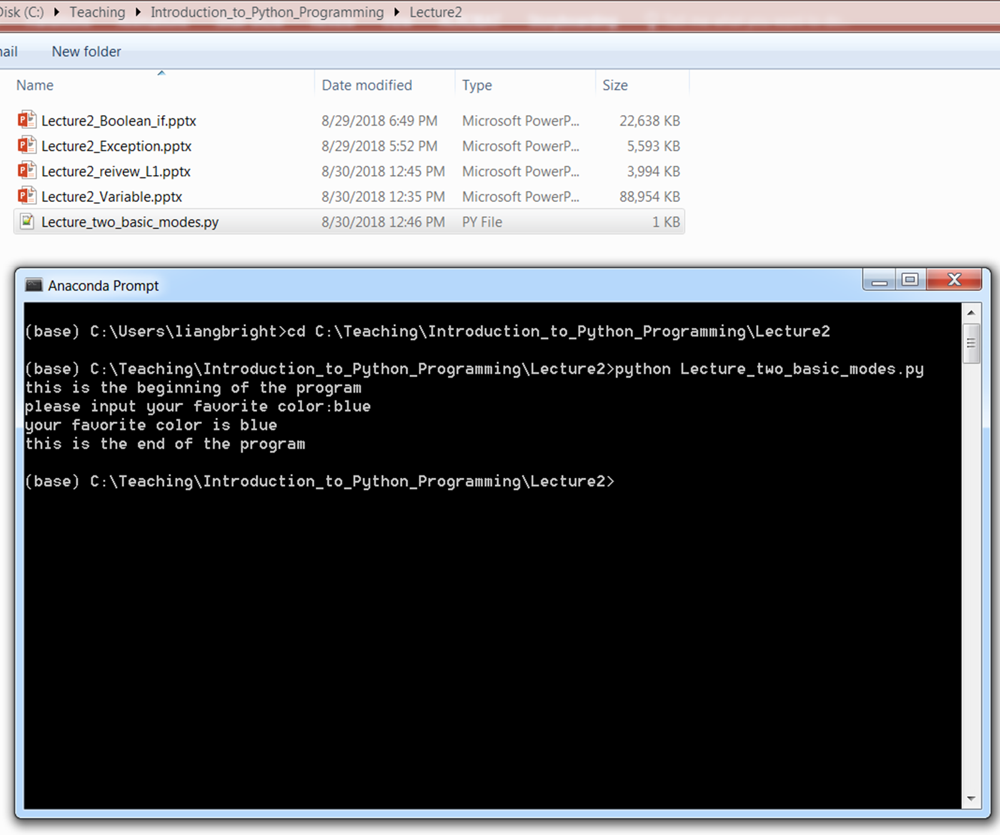 Disk (C:) Teaching Introduction_to_Python_Programming Lecture2
New folder
Name Date modified Type Size
Lecture2_Boolean_if.pptx 8/29/2018 6:49 PM Microsoft PowerP... 22,638 KB
Lecture2_Exception.pptx 8/29/2018 5:52 PM Microsoft PowerP... 5,593 KB
Lecture2_reivew_L1.pptx 8/30/2018 12:45 PM Microsoft PowerP... 3,994 KB
Lecture2_Variable.pptx 8/30/2018 12:35 PM Microsoft PowerP... 88,954 KB
Lecture_two_basic_modes.py 8/30/2018 12:46 PM PY File 1 KB
Anaconda Prompt
(base) C:\Users\liangbright>cd C:\Teaching\Introduction_to_Python_Programming\Lecture2
(base) C:\Teaching\Introduction_to_Python_Programming\Lecture2>python Lecture_two_basic_modes.py
this is the beginning of the program
please input your favorite color:blue
your favorite color is blue
this is the end of the program
(base) C:\Teaching\Introduction_to_Python_Programming\Lecture2>